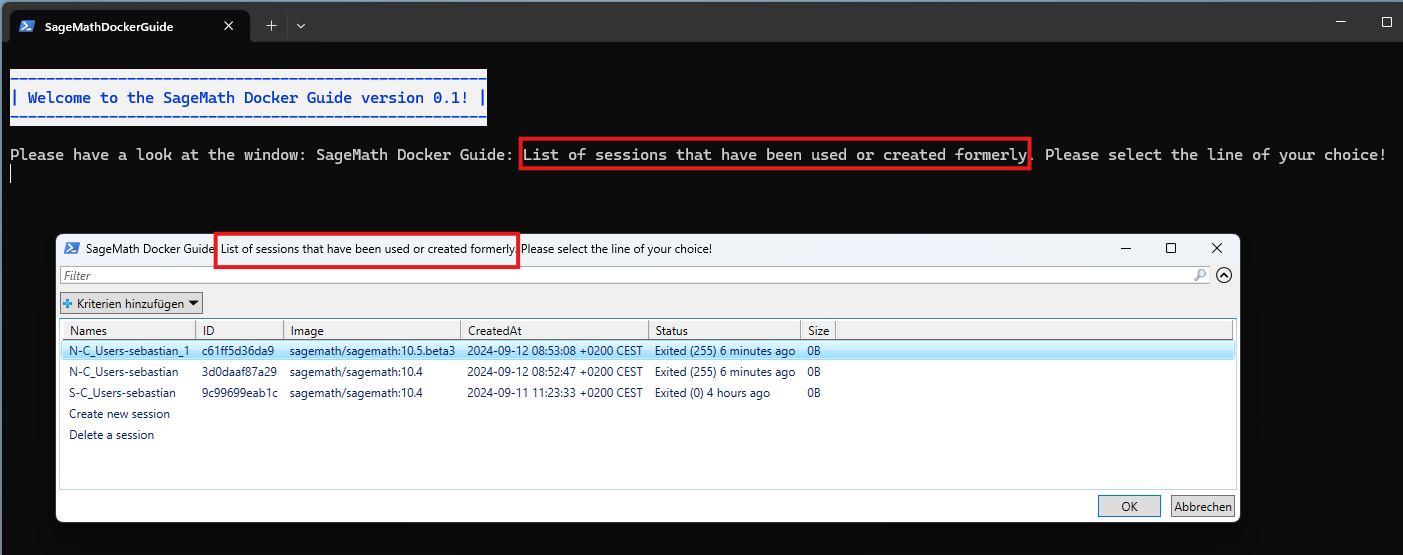 SageMathDockerGuide
| Welcome to the SageMath Docker Guide version 0.1! |
Please have a look at the window: SageMath Docker Guide: List of sessions that have been used or created formerly. Please select the line of your choice!
SageMath Docker Guide: List of sessions that have been used or created formerly. Please select the line of your choice!
Filter
Kriterien hinzufügen
Names ID Image CreatedAt Status Size
N-C_Users-sebastian_1 c61ff5d36da9 sagemath/sagemath:10.5.beta3 2024-09-12 08:53:08 +0200 CEST Exited (255) 6 minutes ago 0B
N-C_Users-sebastian 3d0daaf87a29 sagemath/sagemath:10.4 2024-09-12 08:52:47 +0200 CEST Exited (255) 6 minutes ago 0B
S-C_Users-sebastian 9c99699eab1c sagemath/sagemath:10.4 2024-09-11 11:23:33 +0200 CEST Exited (0) 4 hours ago 0B
Create new session
Delete a session
OK Abbrechen